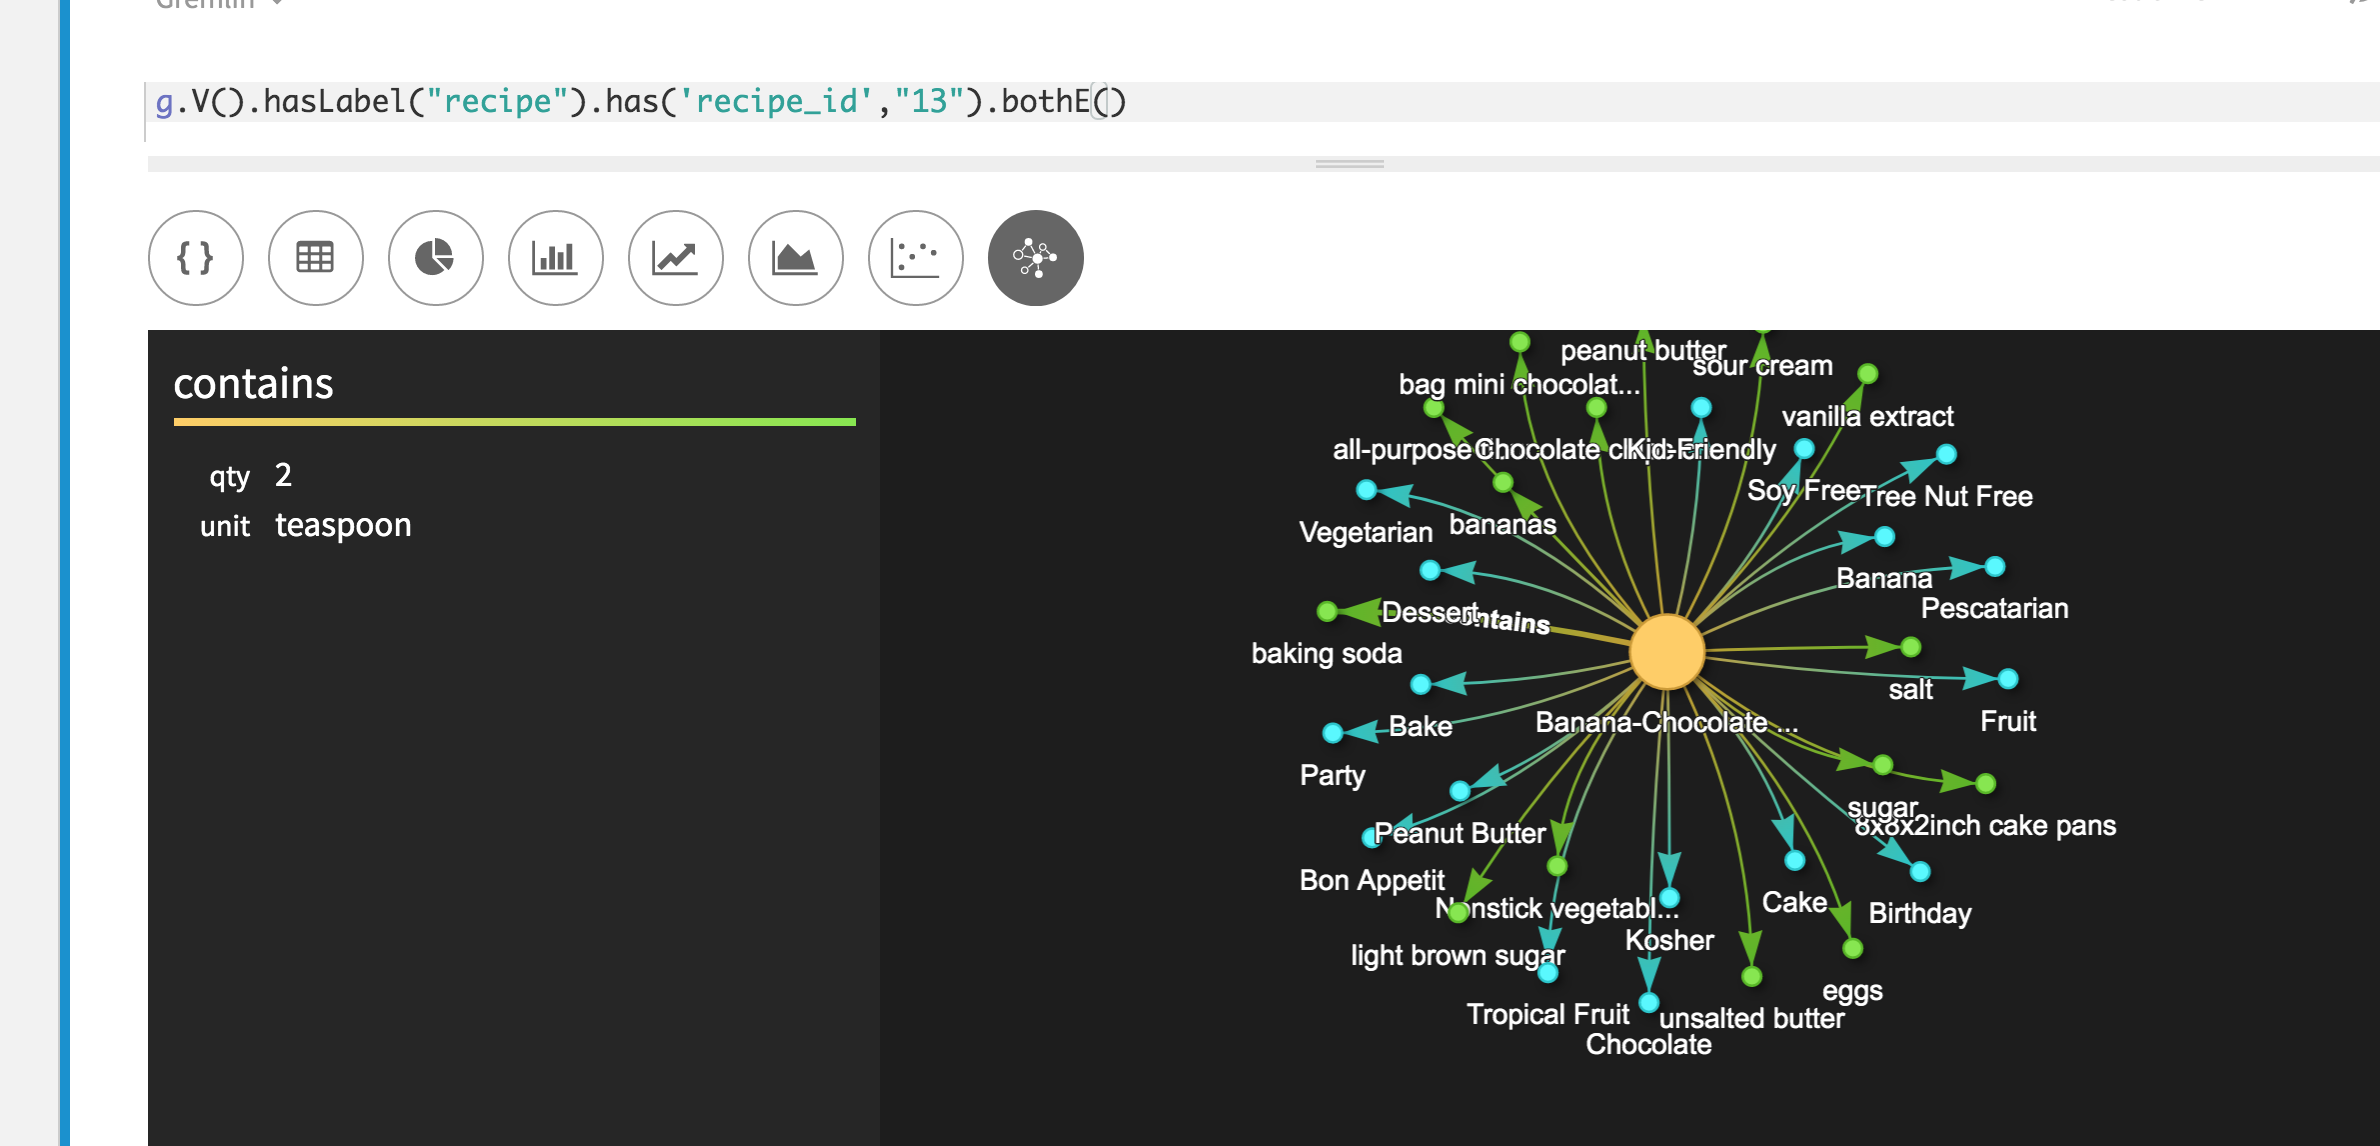 Gremlin
g.V().hasLabel("recipe").has('recipe_id',"13").bothE()
{ }
contains
qty 2
unit teaspoon
peanut butter
sour cream
bag mini chocolat...
vanilla extract
all-purpose
Chocolate
Kid-Friendly
Soy Free
Tree Nut Free
Vegetarian
bananas
Banana
Pescatarian
Dessert
contains
baking soda
salt
Bake
Banana-Chocolate ...
Fruit
Party
sugar
8x8x2inch cake pans
Peanut Butter
Bon Appetit
Nonstick vegetabl...
Cake
Birthday
light brown sugar
Kosher
eggs
Tropical Fruit
unsalted butter
Chocolate